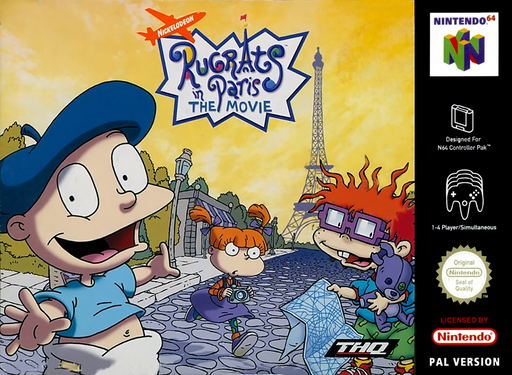 NICKELODEON
RUGRATS
in Paris
THE MOVIE
THQ
NINTENDO 64
N
Designed For
N64 Controller Pak™
1-4 Player/Simultaneous
Original
Nintendo
Seal of
Quality
LICENSED BY
Nintendo
PAL VERSION